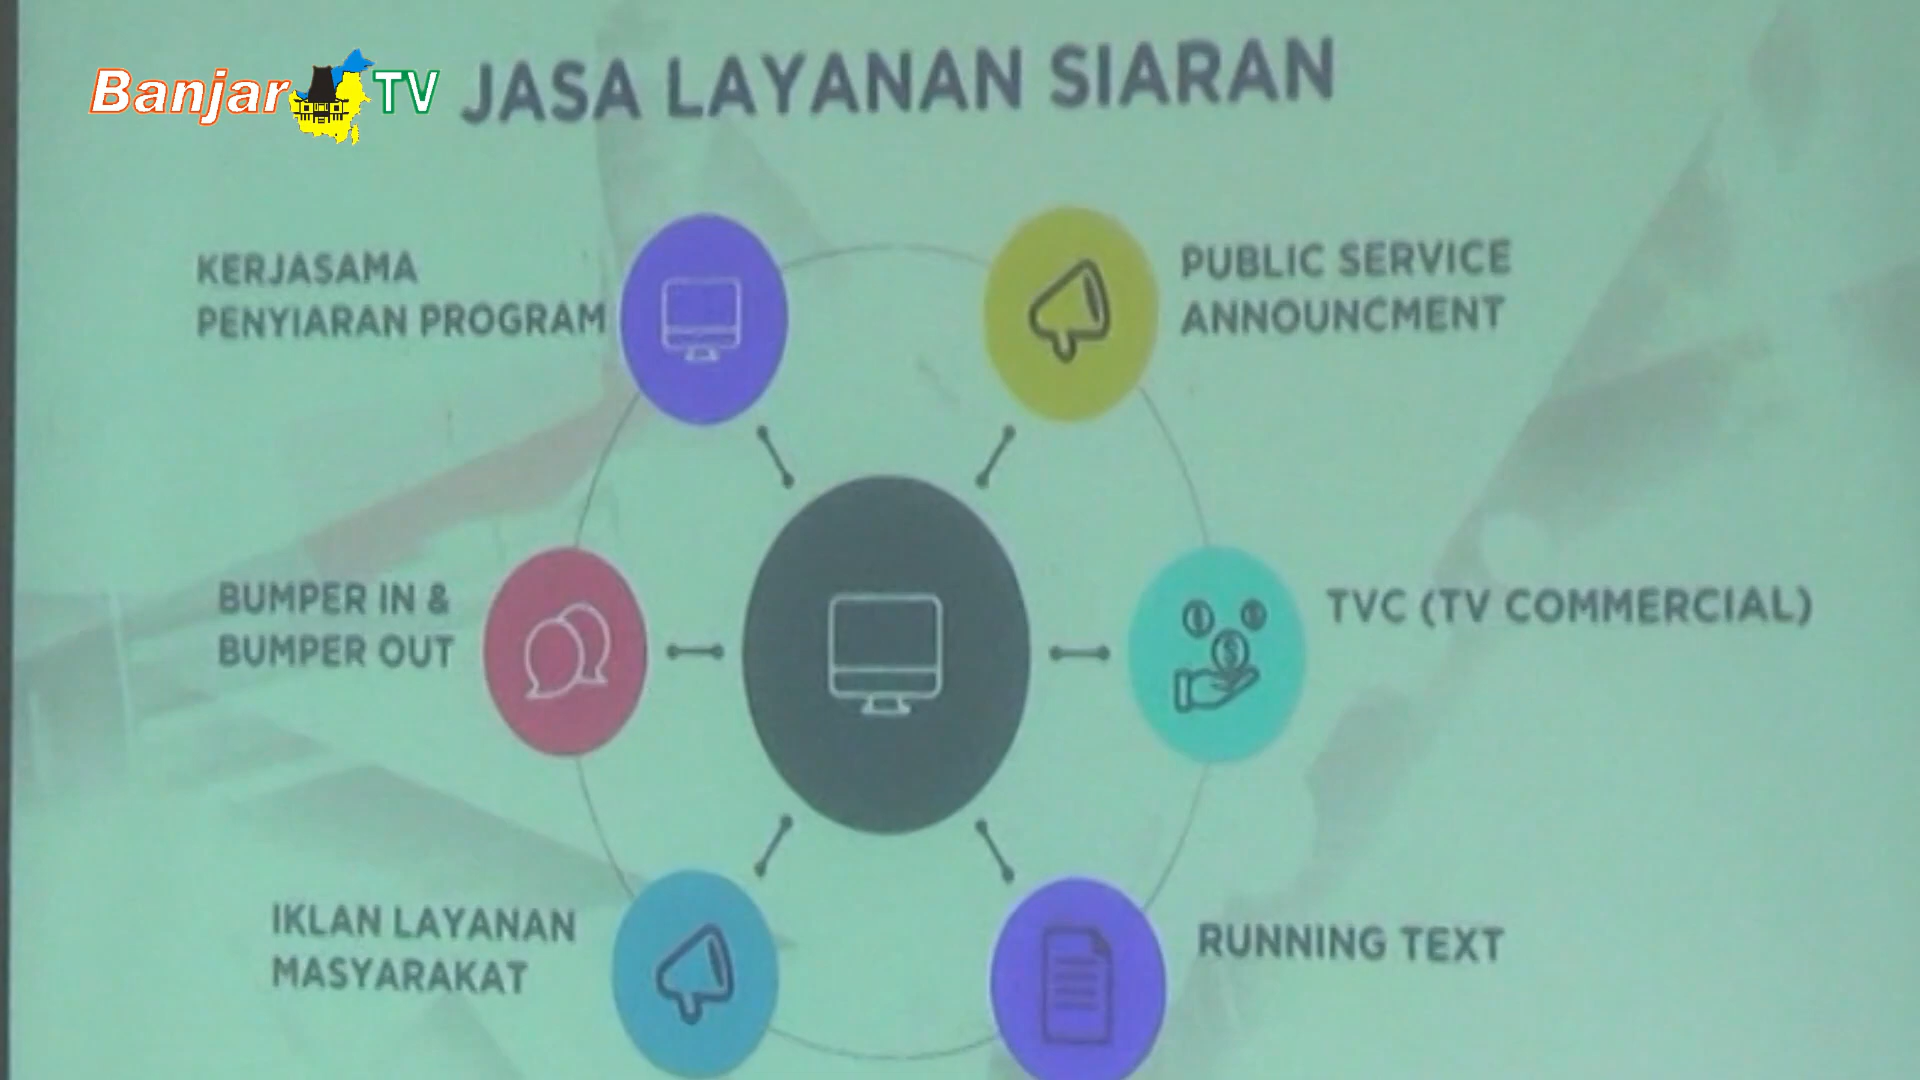 Banjar TV
JASA LAYANAN SIARAN
KERJASAMA
PENYIARAN PROGRAM
PUBLIC SERVICE
ANNOUNCMENT
BUMPER IN &
BUMPER OUT
TVC (TV COMMERCIAL)
IKLAN LAYANAN
MASYARAKAT
RUNNING TEXT